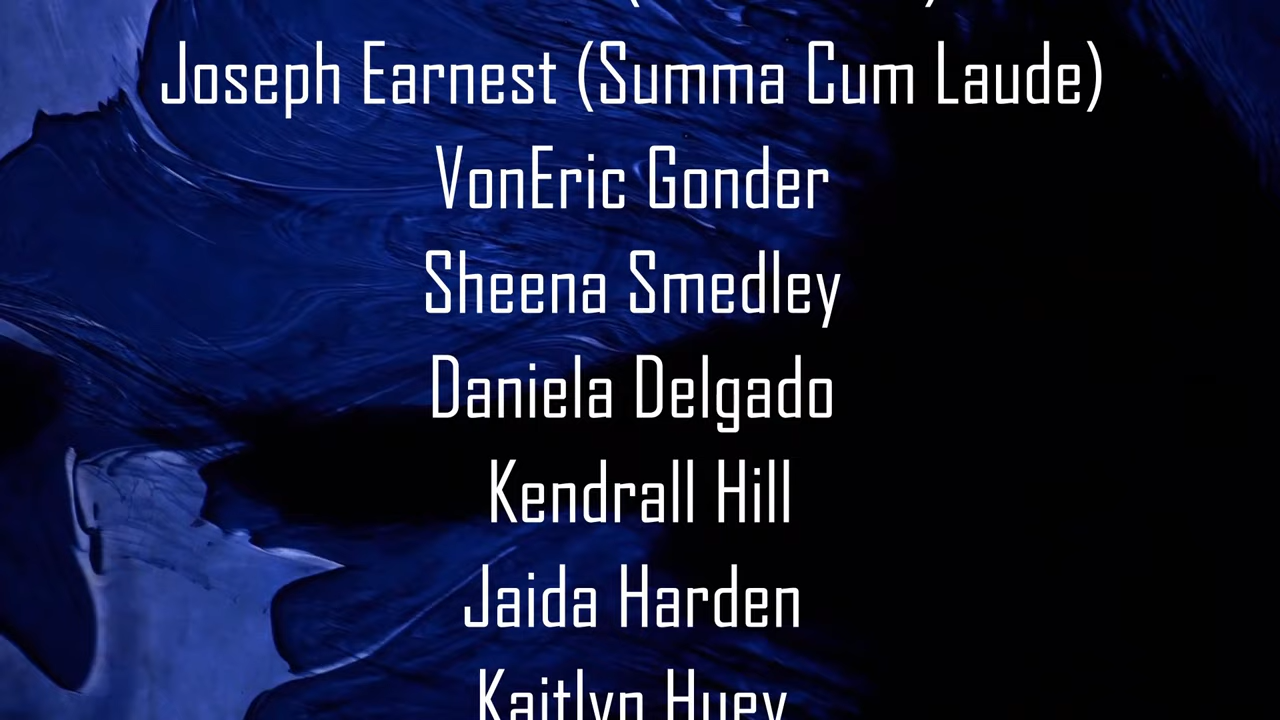 Joseph Earnest (Summa Cum Laude)
VonEric Gonder
Sheena Smedley
Daniela Delgado
Kendrall Hill
Jaida Harden
Kaitlyn Huey